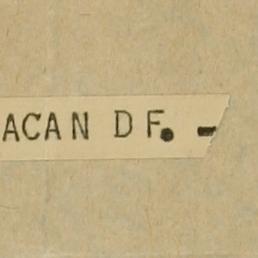 ACAN DF. -